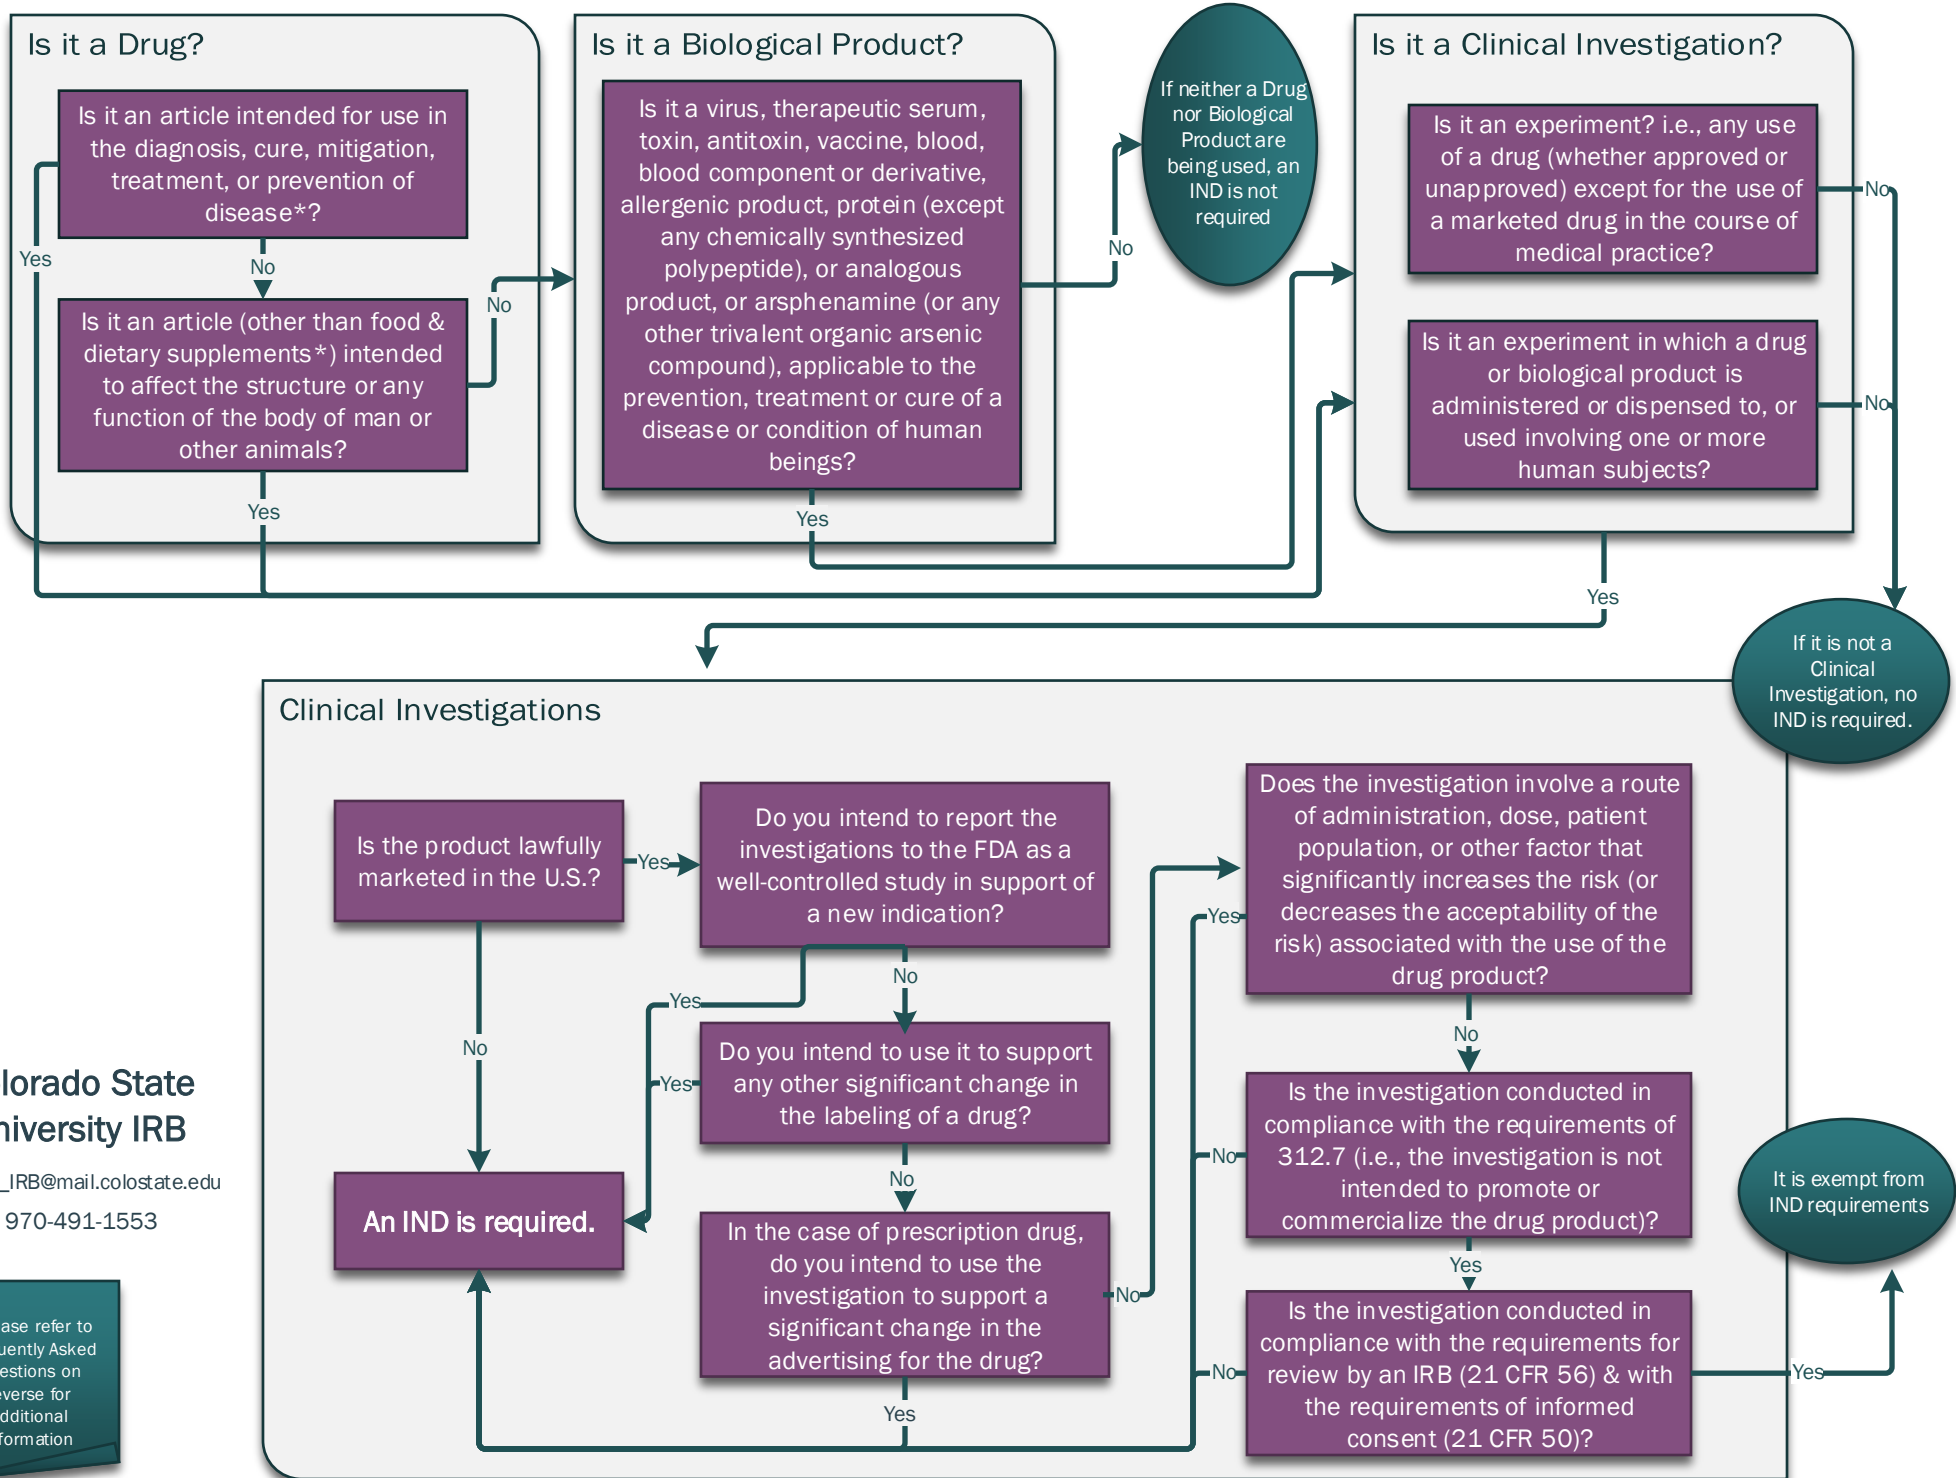 Is it a Drug?
Is it an article intended for use in
the diagnosis, cure, mitigation,
treatment, or prevention of
disease*?
Yes
No
Is it an article (other than food &
dietary supplements*) intended
to affect the structure or any
function of the body of man or
other animals?
No
Yes
Is it a Biological Product?
Is it a virus, therapeutic serum,
toxin, antitoxin, vaccine, blood,
blood component or derivative,
allergenic product, protein (except
any chemically synthesized
polypeptide), or analogous
product, or arsphenamine (or any
other trivalent organic arsenic
compound), applicable to the
prevention, treatment or cure of a
disease or condition of human
beings?
No
Yes
If neither a Drug
nor Biological
Product are
being used, an
IND is not
required
Is it a Clinical Investigation?
Is it an experiment? i.e., any use
of a drug (whether approved or
unapproved) except for the use of
a marketed drug in the course of
medical practice?
No
Is it an experiment in which a drug
or biological product is
administered or dispensed to, or
used involving one or more
human subjects?
No
Yes
If it is not a
Clinical
Investigation, no
IND is required.
Clinical Investigations
Is the product lawfully
marketed in the U.S.?
Yes
No
An IND is required.
Do you intend to report the
investigations to the FDA as a
well-controlled study in support of
a new indication?
No
Yes
Do you intend to use it to support
any other significant change in
the labeling of a drug?
Yes
No
In the case of prescription drug,
do you intend to use the
investigation to support a
significant change in the
advertising for the drug?
No
Yes
Does the investigation involve a route
of administration, dose, patient
population, or other factor that
significantly increases the risk (or
decreases the acceptability of the
risk) associated with the use of the
drug product?
Yes
No
Is the investigation conducted in
compliance with the requirements of
312.7 (i.e., the investigation is not
intended to promote or
commercialize the drug product)?
No
Yes
Is the investigation conducted in
compliance with the requirements for
review by an IRB (21 CFR 56) & with
the requirements of informed
consent (21 CFR 50)?
No
Yes
It is exempt from
IND requirements
lorado State
niversity IRB
_IRB@mail.colostate.edu
970-491-1553
ase refer to
uently Asked
estions on
everse for
dditional
formation